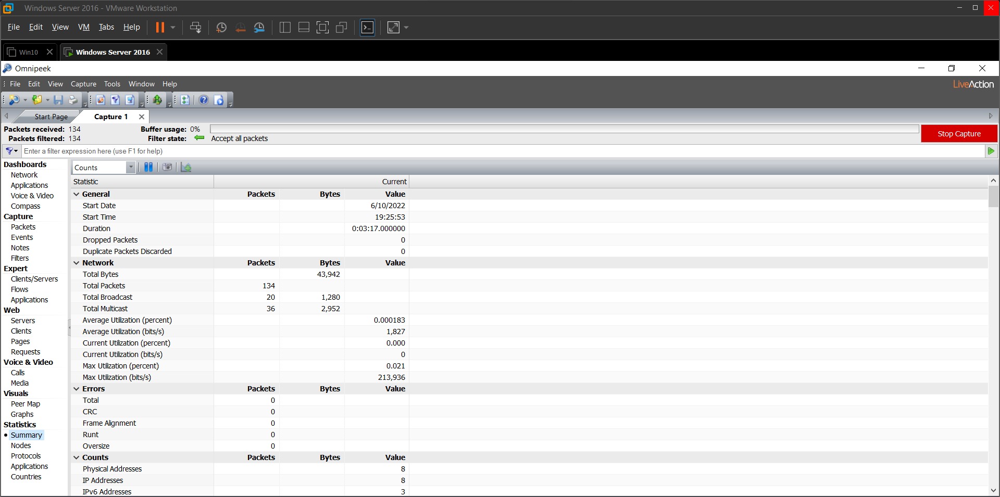 Windows Server 2016 - VMware Workstation
File Edit View VM Tabs Help
Win10 Windows Server 2016
Omnipeek
File Edit View Capture Tools Window Help LiveAction
Start Page Capture 1
Packets received: 134 Buffer usage: 0%
Packets filtered: 134 Filter state: Accept all packets
Stop Capture
Enter a filter expression here (use F1 for help)
Dashboards
Network
Applications
Voice & Video
Compass
Capture
Packets
Events
Notes
Filters
Expert
Clients/Servers
Flows
Applications
Web
Servers
Clients
Pages
Requests
Voice & Video
Calls
Media
Visuals
Peer Map
Graphs
Statistics
Summary
Nodes
Protocols
Applications
Countries
Counts
Statistic Current
General Packets Bytes Value
Start Date 6/10/2022
Start Time 19:25:53
Duration 0:03:17.000000
Dropped Packets 0
Duplicate Packets Discarded 0
Network Packets Bytes Value
Total Bytes 43,942
Total Packets 134
Total Broadcast 20 1,280
Total Multicast 36 2,952
Average Utilization (percent) 0.000183
Average Utilization (bits/s) 1,827
Current Utilization (percent) 0.000
Current Utilization (bits/s) 0
Max Utilization (percent) 0.021
Max Utilization (bits/s) 213,936
Errors Packets Bytes Value
Total 0
CRC 0
Frame Alignment 0
Runt 0
Oversize 0
Counts Packets Bytes Value
Physical Addresses 8
IP Addresses 8
IPv6 Addresses 3